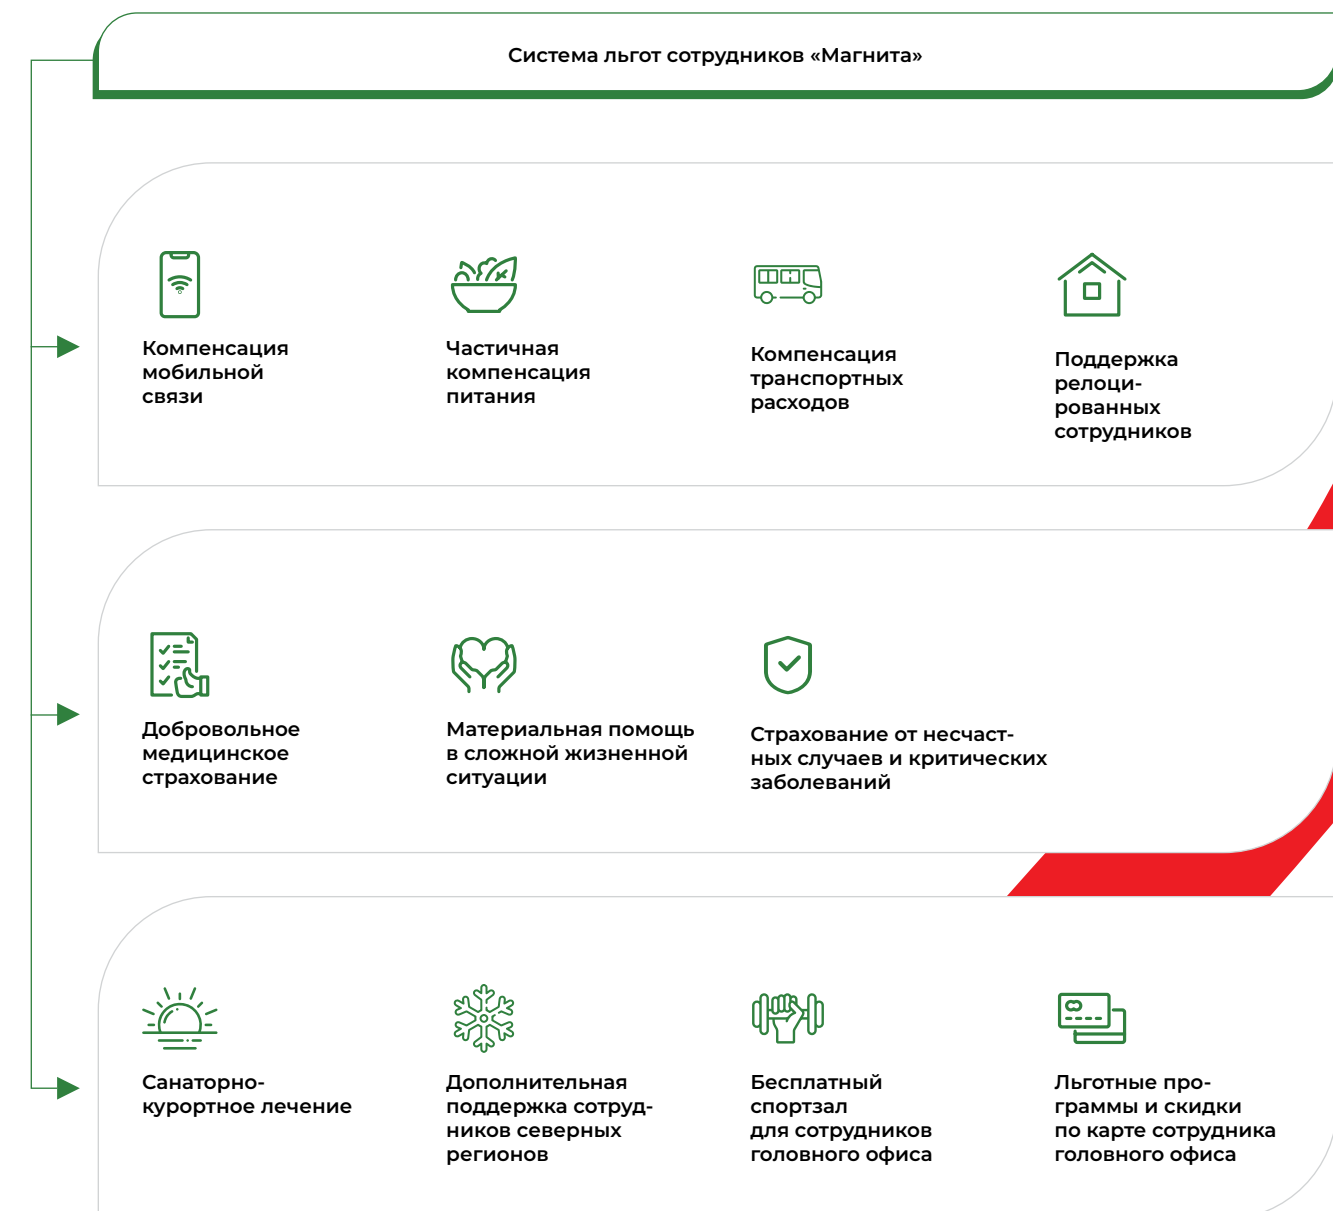 Система льгот сотрудников «Магнита»
Компенсация
мобильной
связи
Частичная
компенсация
питания
Компенсация
транспортных
расходов
Поддержка
релоци-
рованных
сотрудников
Добровольное
медицинское
страхование
Материальная помощь
в сложной жизненной
ситуации
Страхование от несчаст-
ных случаев и критических
заболеваний
Санаторно-
курортное лечение
Дополнительная
поддержка сотруд-
ников северных
регионов
Бесплатный
спортзал
для сотрудников
головного офиса
Льготные про-
граммы и скидки
по карте сотрудника
головного офиса